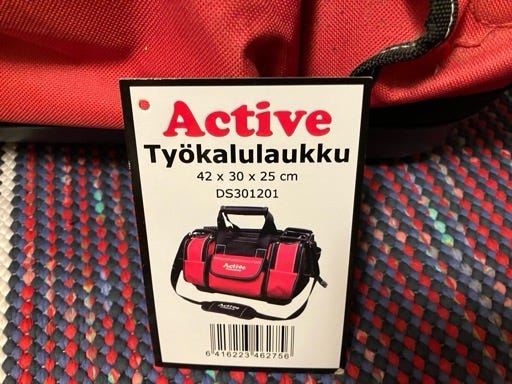 Active
Työkalulaukku
42 x 30 x 25 cm
DS301201
Active
6 416223 462756